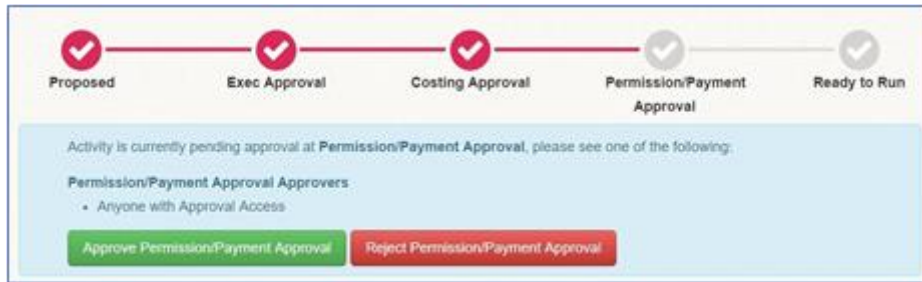 Proposed
Exec Approval
Costing Approval
Permission/Payment
Approval
Ready to Run
Activity is currently pending approval at Permission/Payment Approval, please see one of the following:
Permission/Payment Approval Approvers
• Anyone with Approval Access
Approve Permission/Payment Approval
Reject Permission/Payment Approval